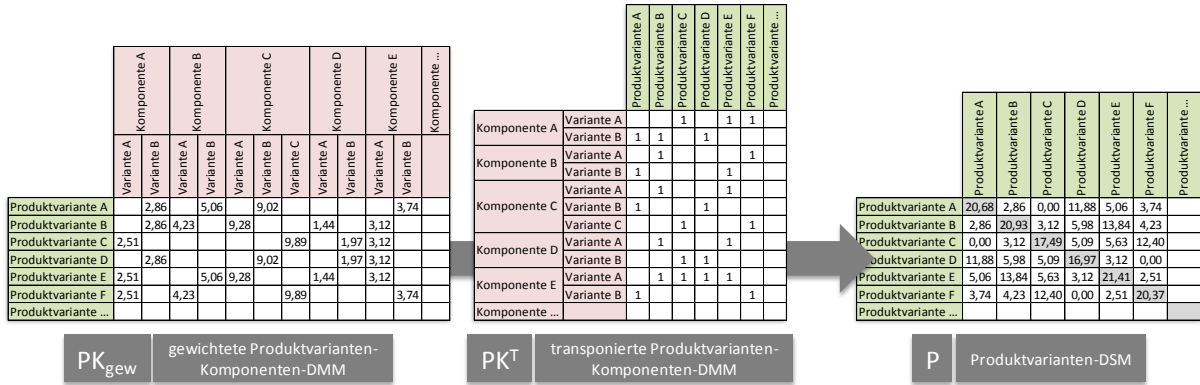 Komponente A
Komponente B
Komponente C
Komponente D
Komponente E
Komponente ...
Variante A
Variante B
Variante A
Variante B
Variante A
Variante B
Variante C
Variante A
Variante B
Variante A
Variante B
Produktvariante A 2,86 5,06 9,02 3,74
Produktvariante B 2,86 4,23 9,28 1,44 3,12
Produktvariante C 2,51 9,89 1,97 3,12
Produktvariante D 2,86 9,02 1,97 3,12
Produktvariante E 2,51 5,06 9,28 1,44 3,12
Produktvariante F 2,51 4,23 9,89 3,74
Produktvariante ...
PKgew
gewichtete Produktvarianten-
Komponenten-DMM
Produktvariante A
Produktvariante B
Produktvariante C
Produktvariante D
Produktvariante E
Produktvariante F
Produktvariante ...
Komponente A
Variante A 1 1 1
Variante B 1 1 1
Komponente B
Variante A 1 1
Variante B 1 1
Komponente C
Variante A 1 1
Variante B 1 1
Variante C 1 1
Komponente D
Variante A 1 1
Variante B 1 1
Komponente E
Variante A 1 1 1 1
Variante B 1 1
Komponente ...
PKT
transponierte Produktvarianten-
Komponenten-DMM
Produktvariante A
Produktvariante B
Produktvariante C
Produktvariante D
Produktvariante E
Produktvariante F
Produktvariante ...
Produktvariante A 20,68 2,86 0,00 11,88 5,06 3,74
Produktvariante B 2,86 20,93 3,12 5,98 13,84 4,23
Produktvariante C 0,00 3,12 17,49 5,09 5,63 12,40
Produktvariante D 11,88 5,98 5,09 16,97 3,12 0,00
Produktvariante E 5,06 13,84 5,63 3,12 21,41 2,51
Produktvariante F 3,74 4,23 12,40 0,00 2,51 20,37
Produktvariante ...
P
Produktvarianten-DSM